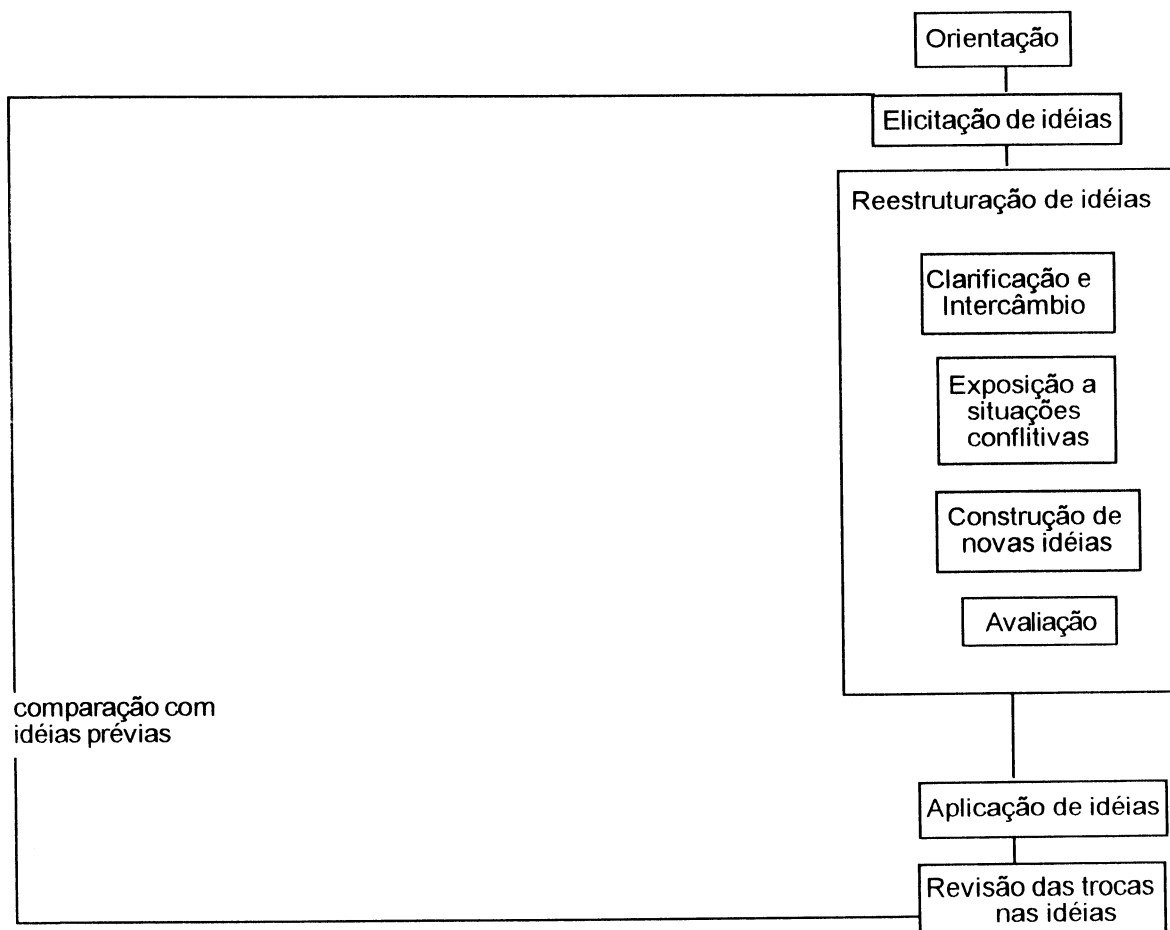 Orientação
Elicitação de idéias
Reestruturação de idéias
Clarificação e
Intercâmbio
Exposição a
situações
conflitivas
Construção de
novas idéias
Avaliação
comparação com
idéias prévias
Aplicação de idéias
Revisão das trocas
nas idéias